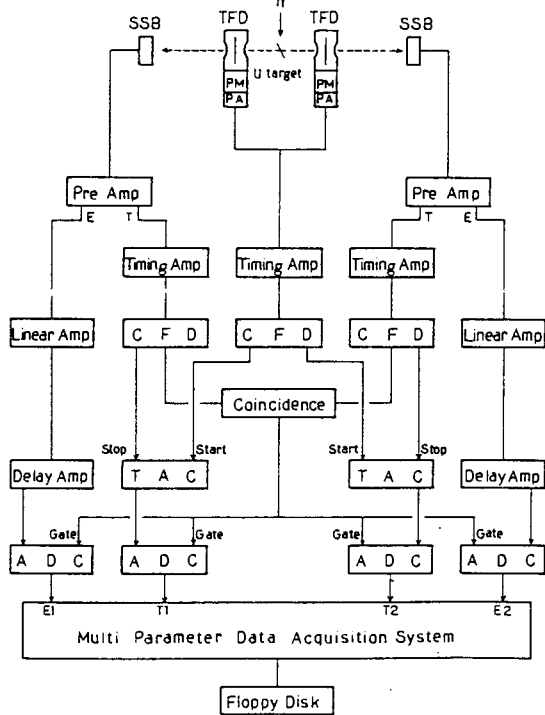 n
SSB TFD TFD SSB
U target
PM PM
PA PA
Pre Amp Pre Amp
E T T E
Timing Amp Timing Amp Timing Amp
Linear Amp C F D C F D C F D Linear Amp
Coincidence
Stop Start Start Stop
Delay Amp T A C T A C Delay Amp
Gate Gate Gate Gate
A D C A D C A D C A D C
E1 T1 T2 E2
Multi Parameter Data Acquisition System
Floppy Disk